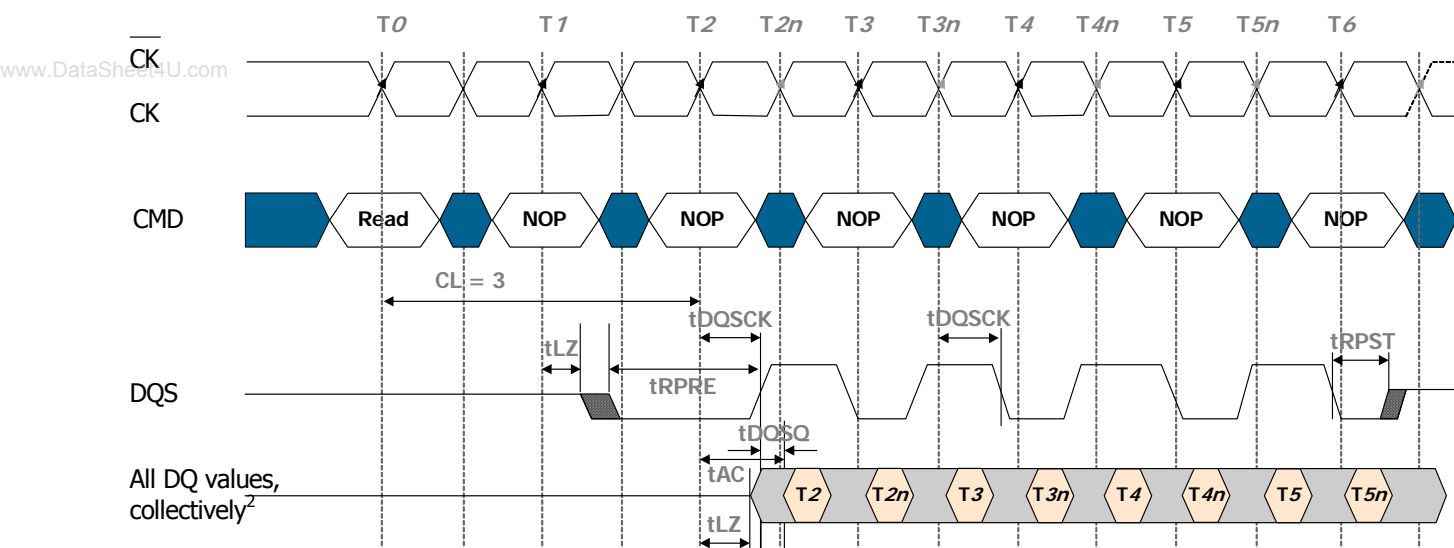 T0 T1 T2 T2n T3 T3n T4 T4n T5 T5n T6
CK
www.DataSheet4U.com
CK
CMD Read NOP NOP NOP NOP NOP NOP
CL = 3
tDQSCK tDQSCK
tLZ tRPST
tRPRE
DQS
tDQSQ
tAC
All DQ values,
collectively2
T2 T2n T3 T3n T4 T4n T5 T5n
tLZ